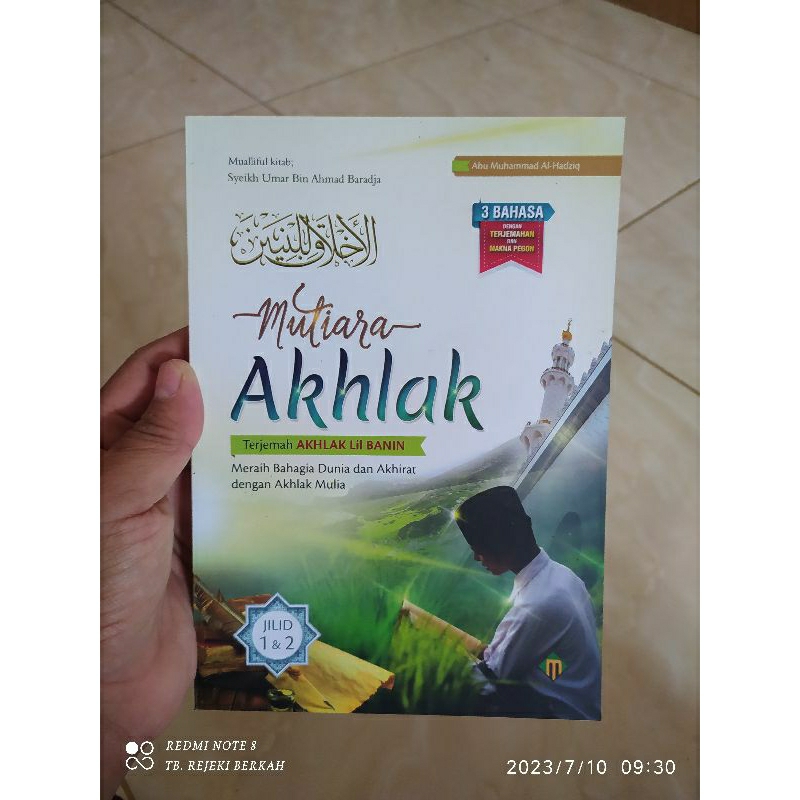 Mualliful kitab;
Syeikh Umar Bin Ahmad Baradja
Abu Muhammad Al-Hadziq
الأخلاق للبنين
3 BAHASA
DENGAN
TERJEMAHAN
DAN
MAKNA PEGON
Mutiara
Akhlak
Terjemah AKHLAK Lil BANIN
Meraih Bahagia Dunia dan Akhirat
dengan Akhlak Mulia
JILID
1 & 2
m
REDMI NOTE 8
TB. REJEKI BERKAH
2023/7/10 09:30